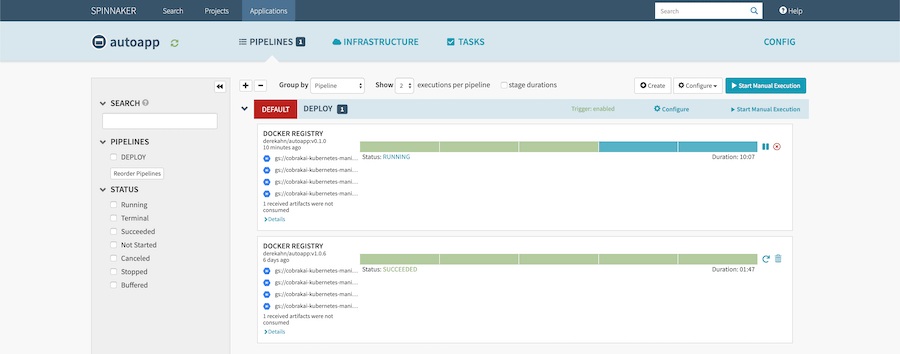 SPINNAKER Search Projects Applications Search Help
autoapp PIPELINES 1 INFRASTRUCTURE TASKS CONFIG
Group by Pipeline Show 2 executions per pipeline stage durations Create Configure Start Manual Execution
SEARCH
PIPELINES
DEPLOY
Reorder Pipelines
STATUS
Running
Terminal
Succeeded
Not Started
Canceled
Stopped
Buffered
DEFAULT DEPLOY 1 Trigger: enabled Configure Start Manual Execution
DOCKER REGISTRY
derekahn/autoapp:v0.1.0
10 minutes ago
gs://cobrakai-kubernetes-mani...
gs://cobrakai-kubernetes-mani...
gs://cobrakai-kubernetes-mani...
gs://cobrakai-kubernetes-mani...
1 received artifacts were not
consumed
Details
Status: RUNNING Duration: 10:07
DOCKER REGISTRY
derekahn/autoapp:v1.0.6
6 days ago
gs://cobrakai-kubernetes-mani...
gs://cobrakai-kubernetes-mani...
gs://cobrakai-kubernetes-mani...
gs://cobrakai-kubernetes-mani...
1 received artifacts were not
consumed
Details
Status: SUCCEEDED Duration: 01:47